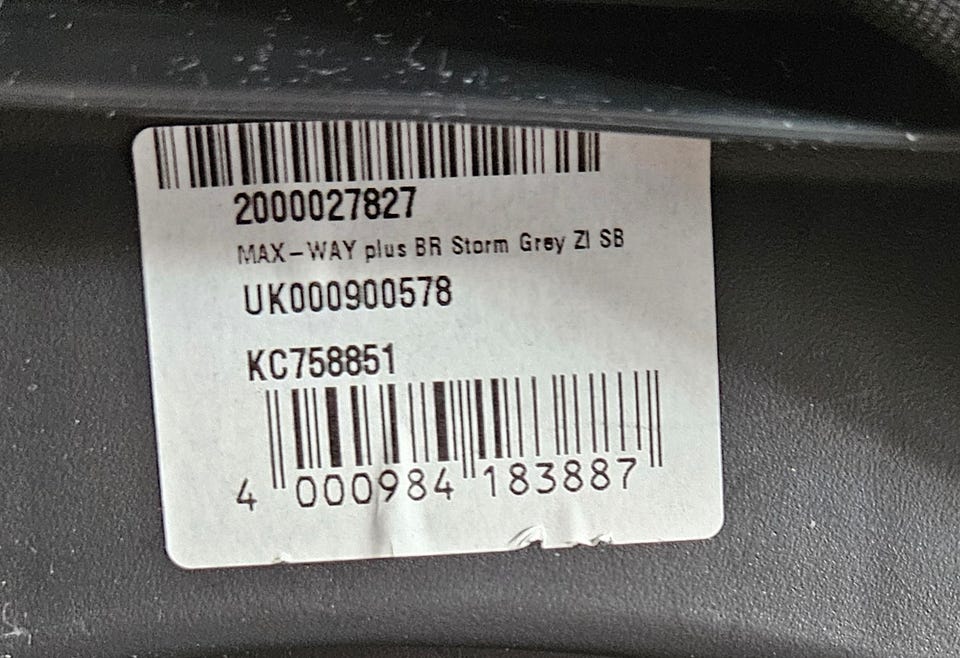 2000027827
MAX-WAY plus BR Storm Grey ZI SB
UK000900578
KC758851
4 000984 183887